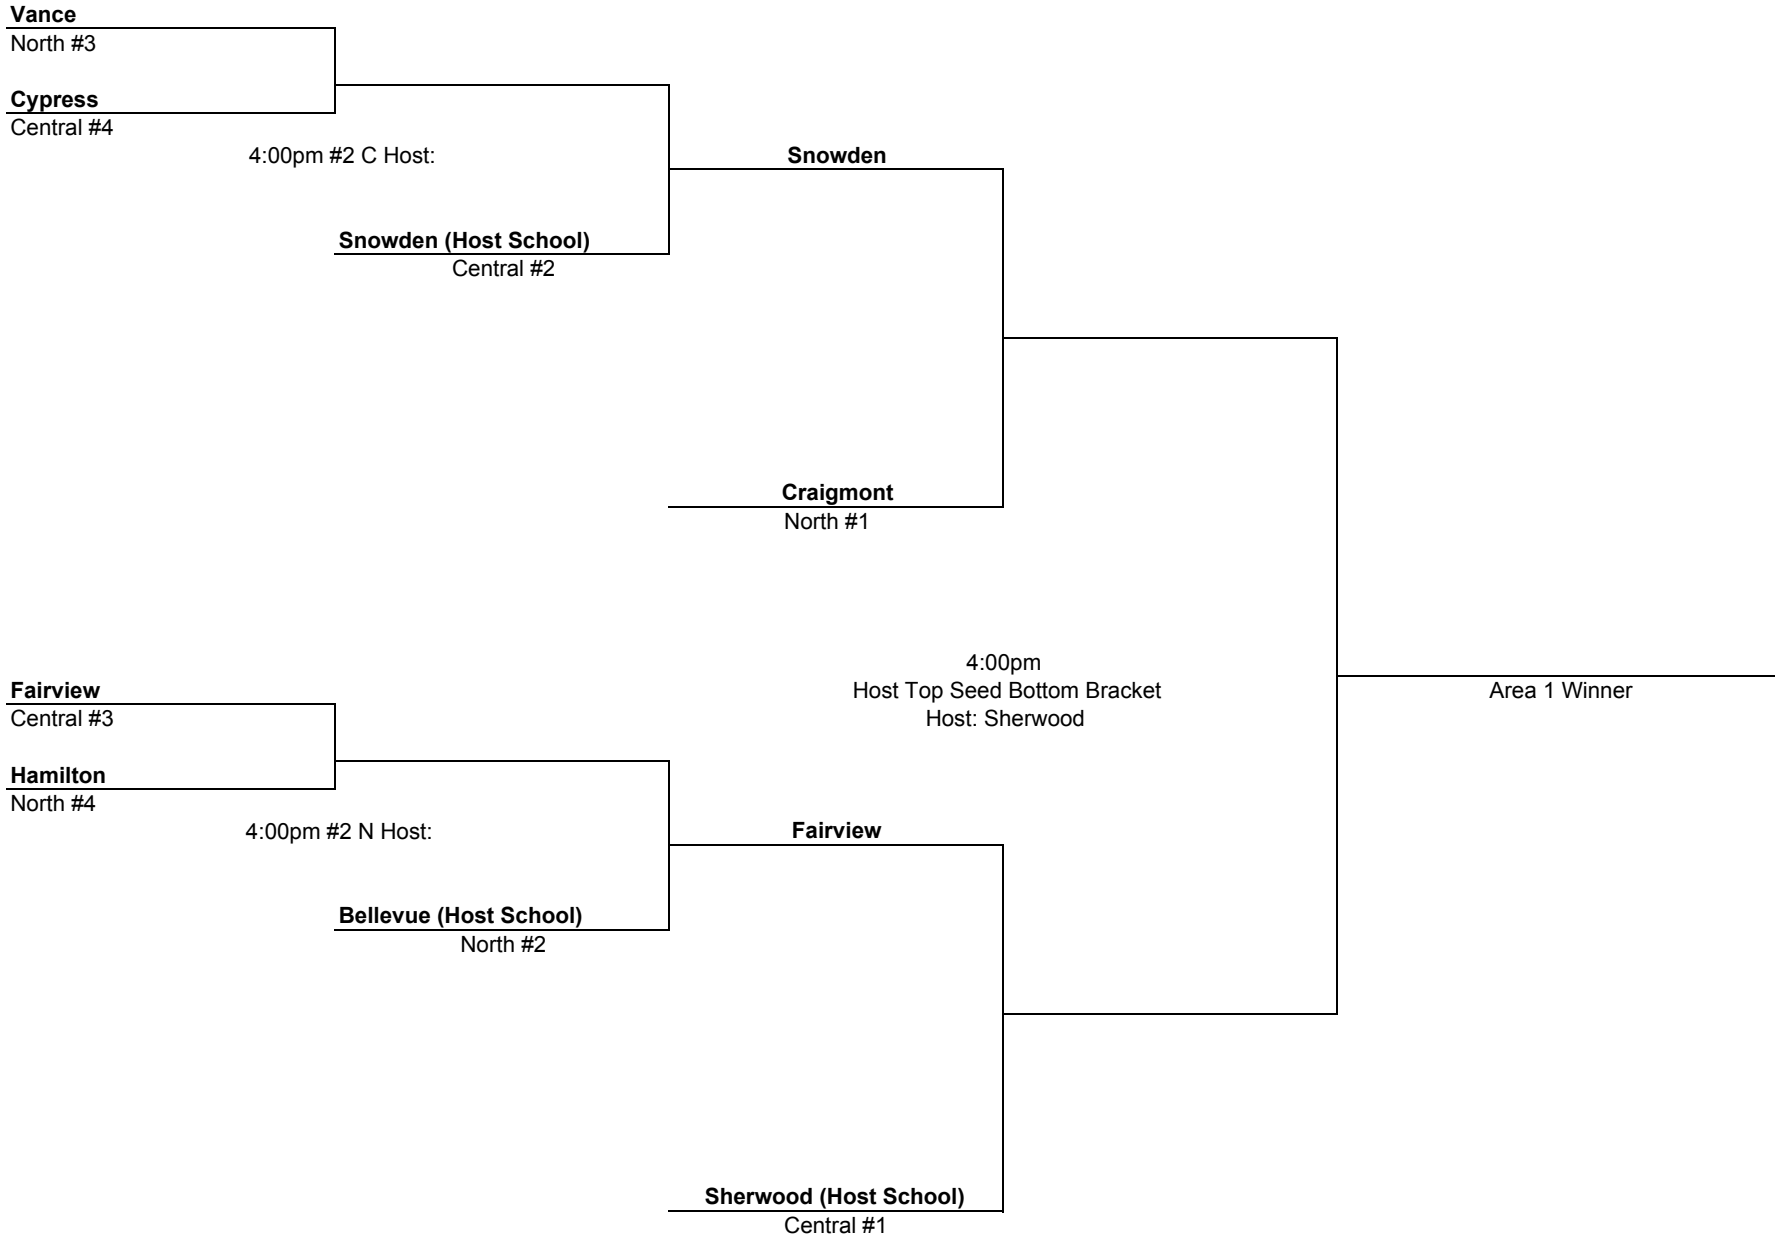 Vance
North #3
Cypress
Central #4
4:00pm #2 C Host:
Snowden
Snowden (Host School)
Central #2
Craigmont
North #1
4:00pm
Host Top Seed Bottom Bracket
Host: Sherwood
Area 1 Winner
Fairview
Central #3
Hamilton
North #4
4:00pm #2 N Host:
Fairview
Bellevue (Host School)
North #2
Sherwood (Host School)
Central #1